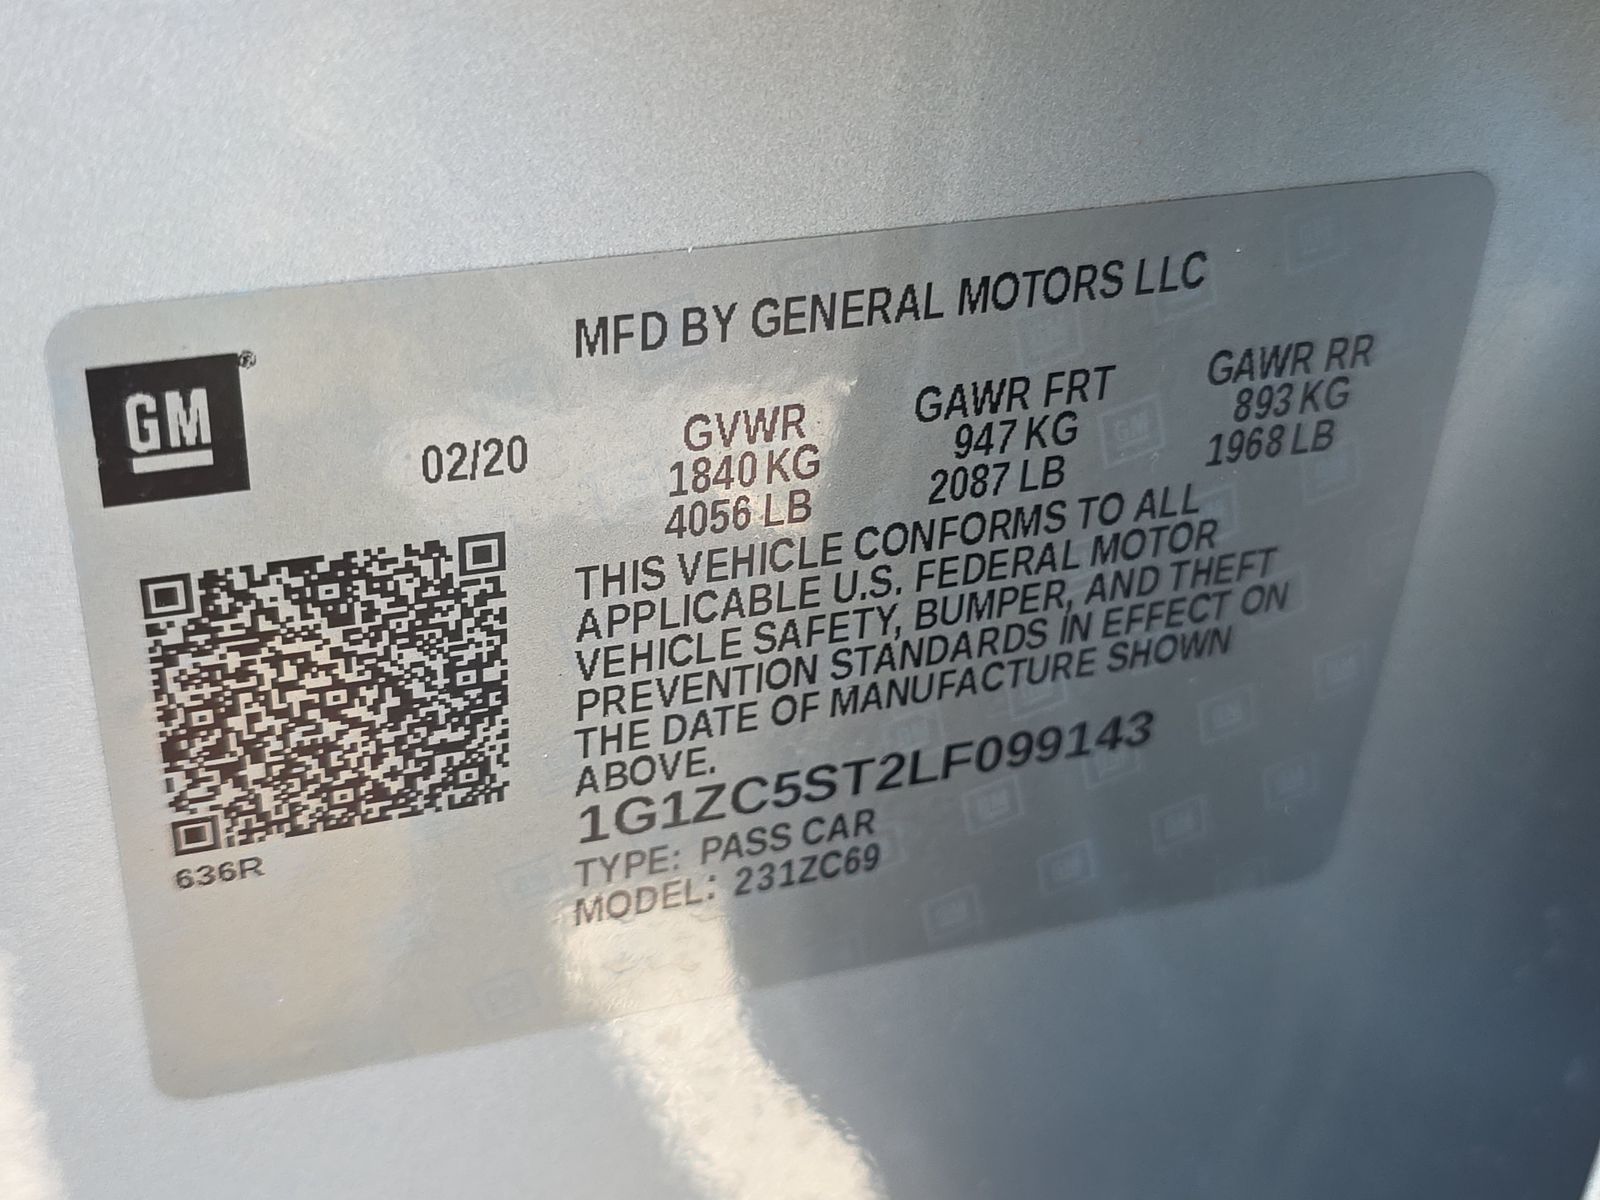 MFD BY GENERAL MOTORS LLC
GM®
02/20
GVWR
1840 KG
4056 LB
GAWR FRT
947 KG
2087 LB
GAWR RR
893 KG
1968 LB
THIS VEHICLE CONFORMS TO ALL
APPLICABLE U.S. FEDERAL MOTOR
VEHICLE SAFETY, BUMPER, AND THEFT
PREVENTION STANDARDS IN EFFECT ON
THE DATE OF MANUFACTURE SHOWN
ABOVE.
1G1ZC5ST2LF099143
TYPE: PASS CAR
MODEL: 231ZC69
636R